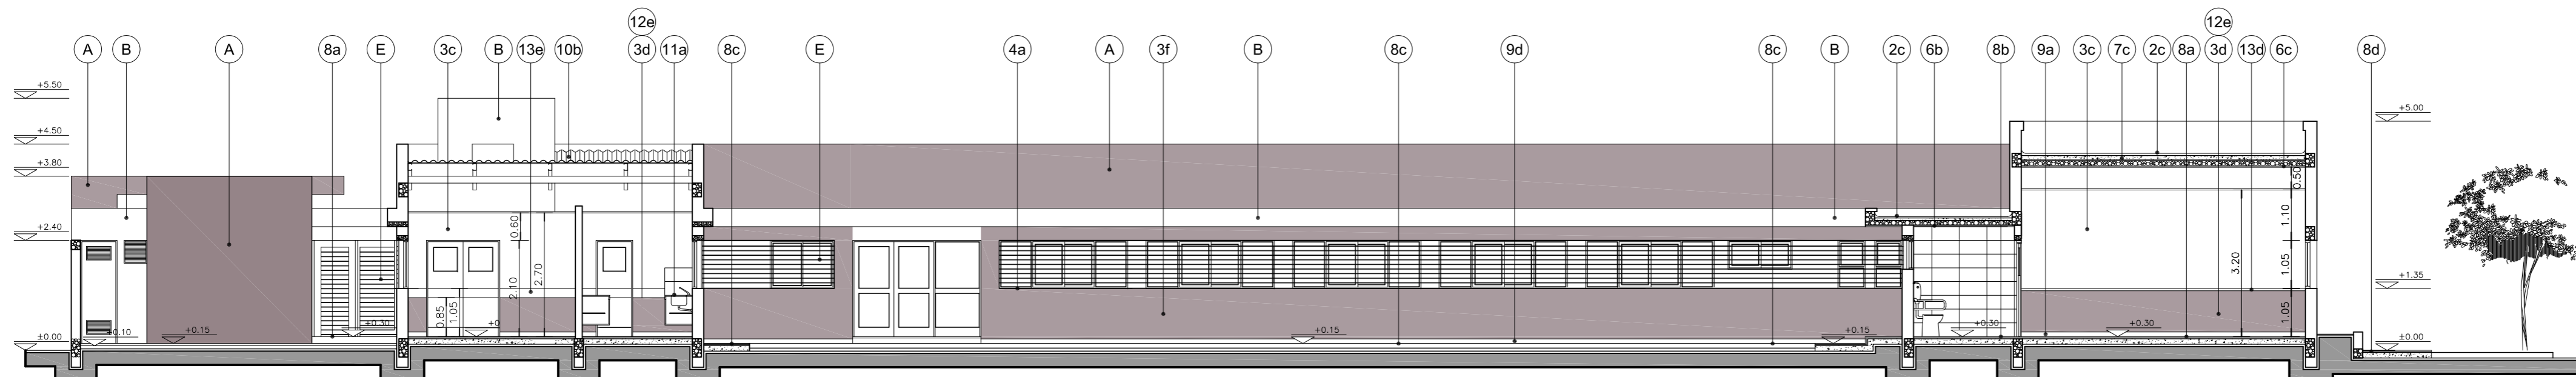 12e
12e
A
B
A
8a
E
3c
B
13e
10b
3d
11a
8c
E
4a
A
3f
B
8c
9d
8c
B
2c
6b
8b
9a
3c
7c
2c
8a
3d
13d
6c
8d
+5.50
+4.50
+3.80
+2.40
±0.00
+5.00
+1.35
±0.00
0.60
2.70
2.10
1.05
0.85
0.50
1.10
3.20
1.05
1.05
+0.10
+0.15
+0.30
+0
+0.15
+0.15
+0.30
+0.30